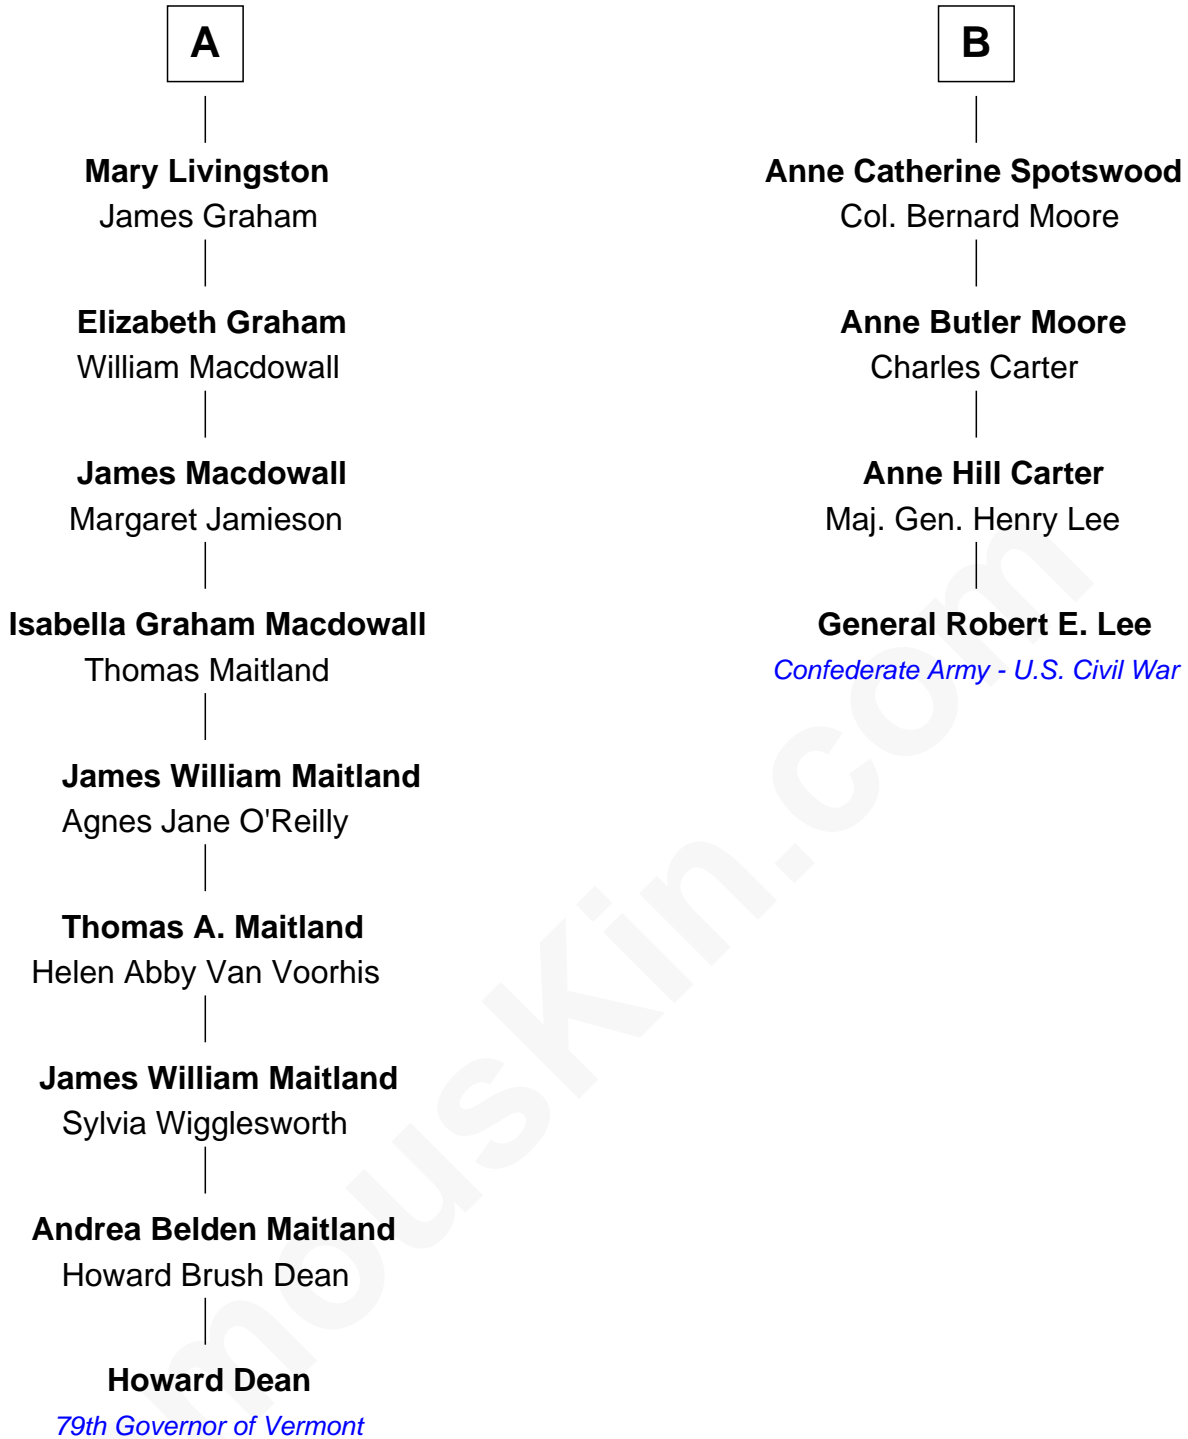 A
Mary Livingston
James Graham
Elizabeth Graham
William Macdowall
James Macdowall
Margaret Jamieson
Isabella Graham Macdowall
Thomas Maitland
James William Maitland
Agnes Jane O'Reilly
Thomas A. Maitland
Helen Abby Van Voorhis
James William Maitland
Sylvia Wigglesworth
Andrea Belden Maitland
Howard Brush Dean
Howard Dean
79th Governor of Vermont
B
Anne Catherine Spotswood
Col. Bernard Moore
Anne Butler Moore
Charles Carter
Anne Hill Carter
Maj. Gen. Henry Lee
General Robert E. Lee
Confederate Army - U.S. Civil War
mousKin.com